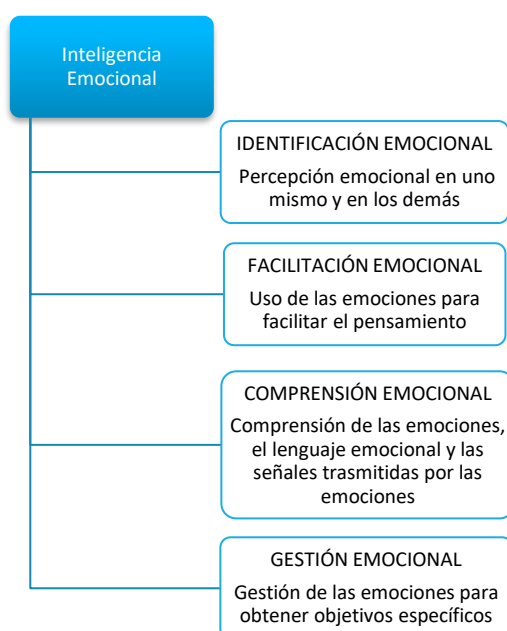 Inteligencia
Emocional
IDENTIFICACIÓN EMOCIONAL
Percepción emocional en uno
mismo y en los demás
FACILITACIÓN EMOCIONAL
Uso de las emociones para
facilitar el pensamiento
COMPRENSIÓN EMOCIONAL
Comprensión de las emociones,
el lenguaje emocional y las
señales trasmitidas por las
emociones
GESTIÓN EMOCIONAL
Gestión de las emociones para
obtener objetivos específicos